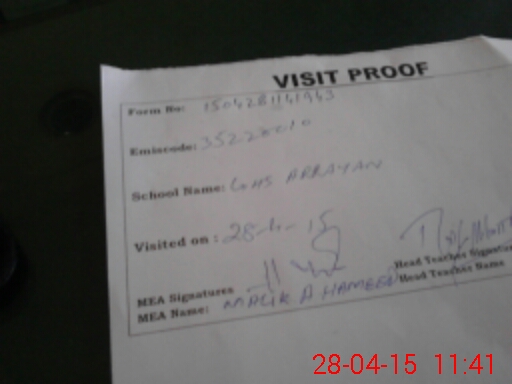 VISIT PROOF
Form No: 1504281141943
Emiscode: 35220010
School Name: GHS ARRAYAN
Visited on: 28-4-15
MEA Signatures Head Teacher Signature
MEA Name: MALIK A HAMEED Head Teacher Name
28-04-15 11:41